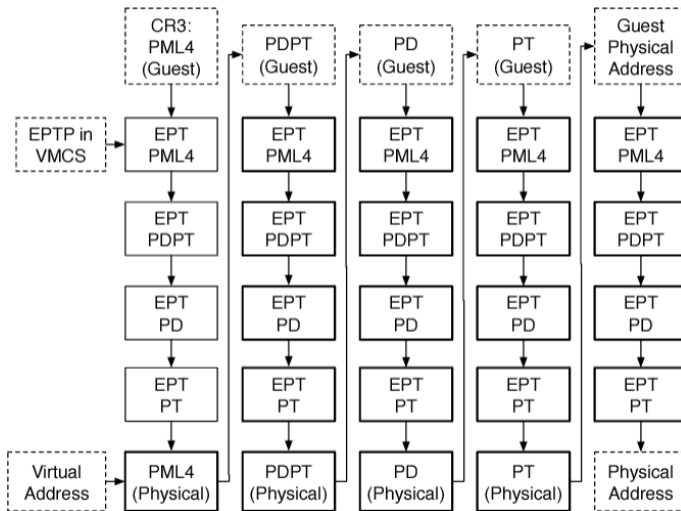 CR3:
PML4
(Guest)
PDPT
(Guest)
PD
(Guest)
PT
(Guest)
Guest
Physical
Address
EPTP in
VMCS
EPT
PML4
EPT
PML4
EPT
PML4
EPT
PML4
EPT
PML4
EPT
PDPT
EPT
PDPT
EPT
PDPT
EPT
PDPT
EPT
PDPT
EPT
PD
EPT
PD
EPT
PD
EPT
PD
EPT
PD
EPT
PT
EPT
PT
EPT
PT
EPT
PT
EPT
PT
Virtual
Address
PML4
(Physical)
PDPT
(Physical)
PD
(Physical)
PT
(Physical)
Physical
Address